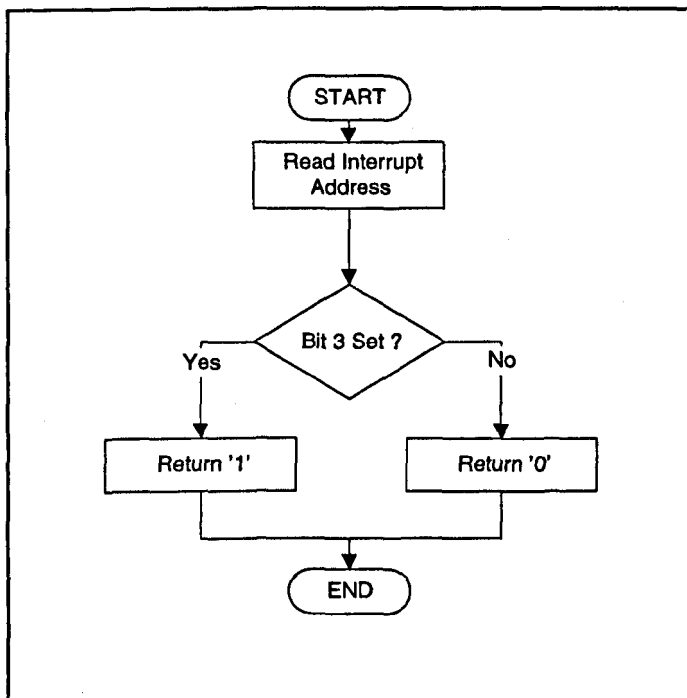 START
Read Interrupt
Address
Bit 3 Set ?
Yes
No
Return '1'
Return '0'
END